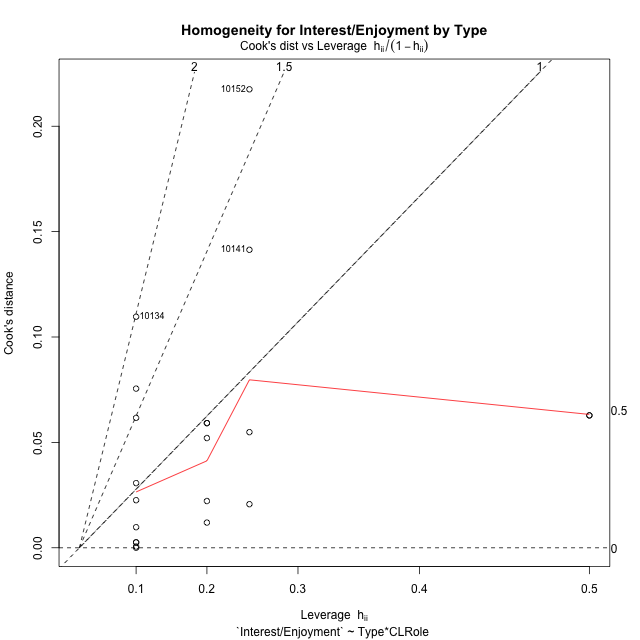 Homogeneity for Interest/Enjoyment by Type
Cook's dist vs Leverage hii/(1 − hii)
2
1.5
1
10152
10141
10134
0.20
0.15
0.10
0.05
0.00
Cook's distance
0.5
0
0.1 0.2 0.3 0.4 0.5
Leverage hii
`Interest/Enjoyment` ~ Type*CLRole